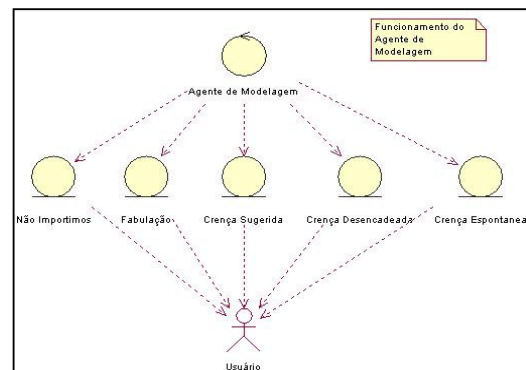 Funcionamento do
Agente de
Modelagem
Agente de Modelagem
Não Importimos
Fabulação
Crença Sugerida
Crença Desencadeada
Crença Espontanea
Usuário